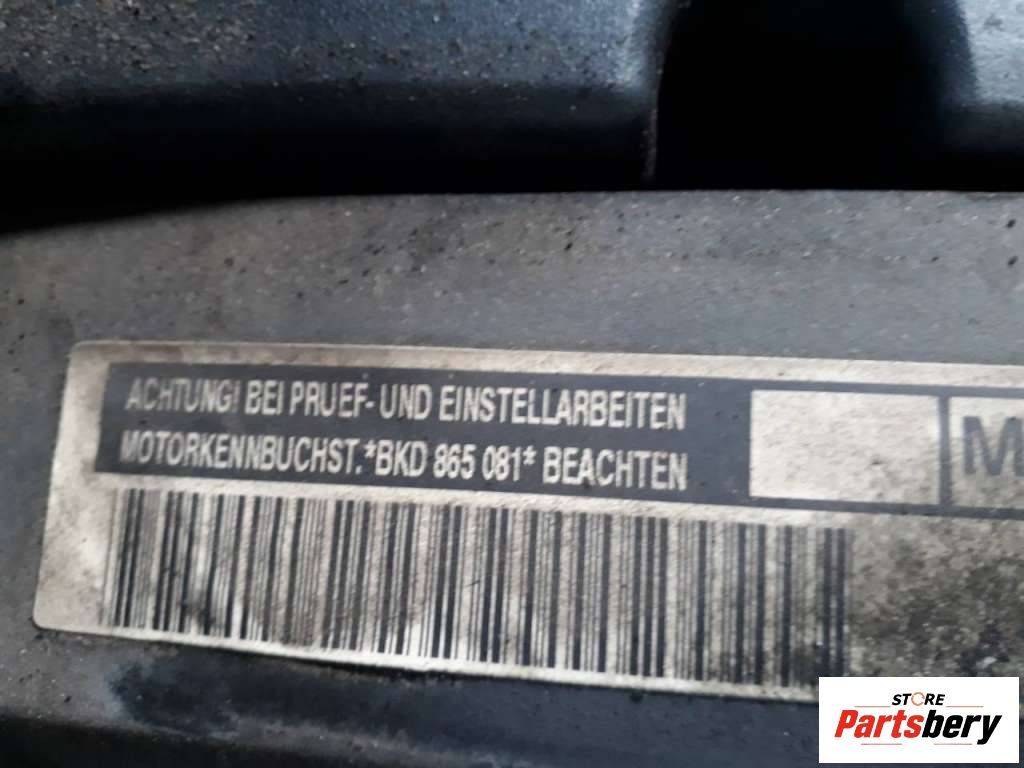 ACHTUNG! BEI PRUEF- UND EINSTELLARBEITEN
MOTORKENNBUCHST.*BKD 865 081* BEACHTEN
M
STORE
Partsbery